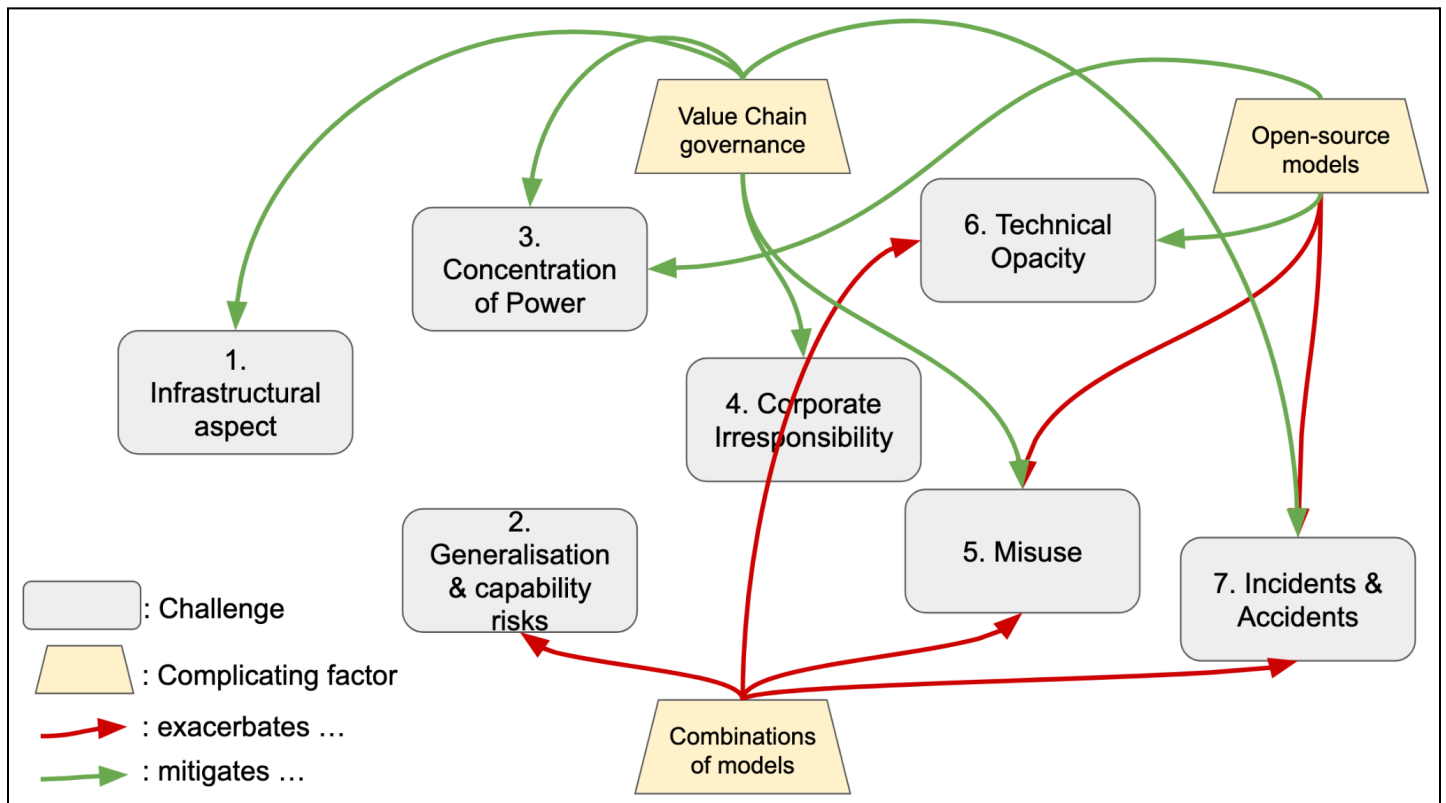 Value Chain
governance
Open-source
models
3.
Concentration
of Power
6. Technical
Opacity
1.
Infrastructural
aspect
4. Corporate
Irresponsibility
2.
Generalisation
& capability
risks
5. Misuse
7. Incidents &
Accidents
: Challenge
: Complicating factor
: exacerbates ...
: mitigates ...
Combinations
of models